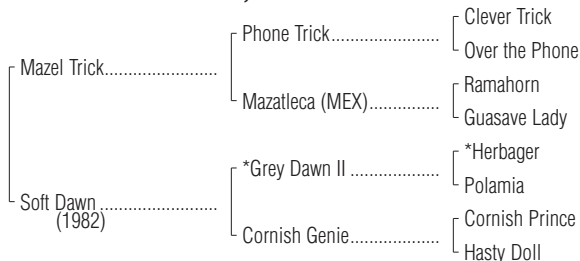 Clever Trick
Phone Trick.......................
Over the Phone
Mazel Trick........................
Ramahorn
Mazatleca (MEX)...............
Guasave Lady
*Herbager
*Grey Dawn II ...................
Polamia
Soft Dawn .........................
(1982)
Cornish Prince
Cornish Genie....................
Hasty Doll